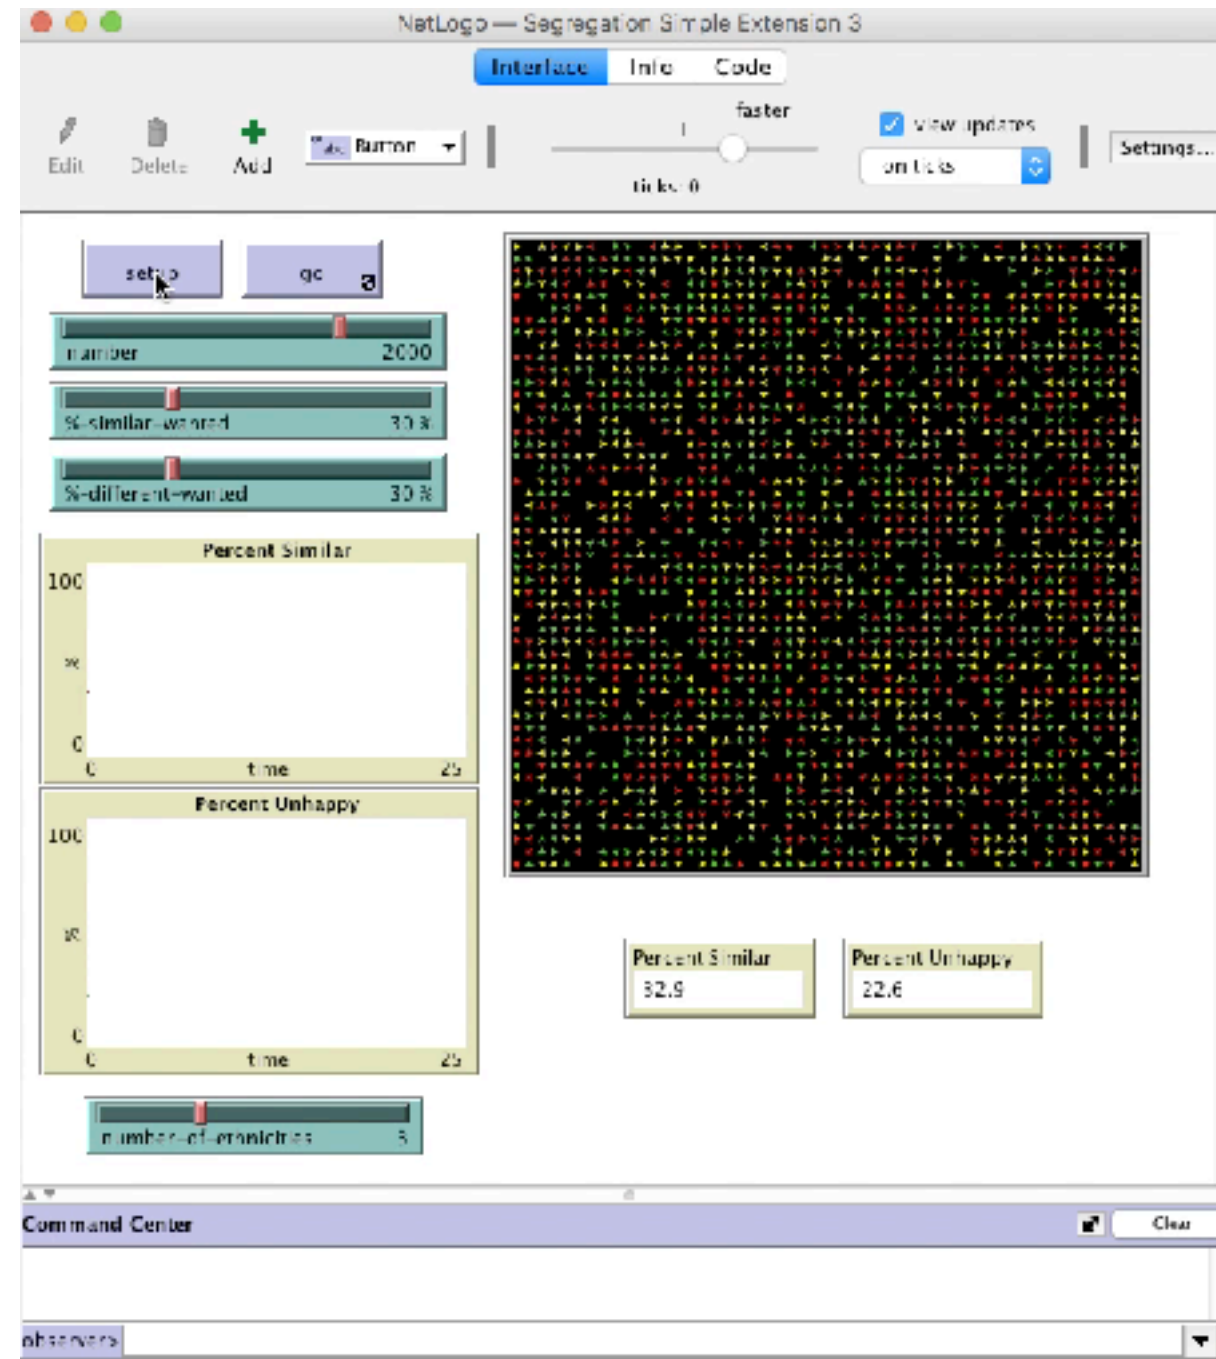 NetLogo — Segregation Simple Extension 3
Interface Info Code
Edit Delete Add Button faster view updates Settings...
on ticks
ticks: 0
setup go
number 2000
%-similar-wanted 30 %
%-different-wanted 30 %
Percent Similar
100
%
0
0 time 25
Percent Unhappy
100
%
0
0 time 25
Percent Similar Percent Unhappy
32.9 22.6
number-of-ethnicities 3
Command Center Clear
observer>